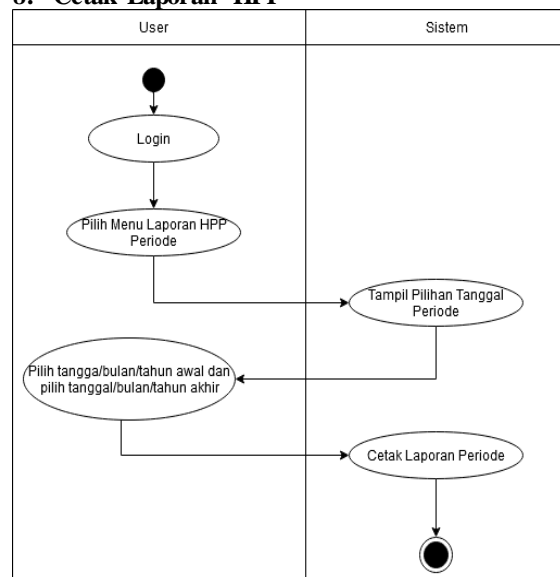 8. Cetak Laporan HPP
User
Sistem
Login
Pilih Menu Laporan HPP
Periode
Tampil Pilihan Tanggal
Periode
Pilih tangga/bulan/tahun awal dan
pilih tanggal/bulan/tahun akhir
Cetak Laporan Periode